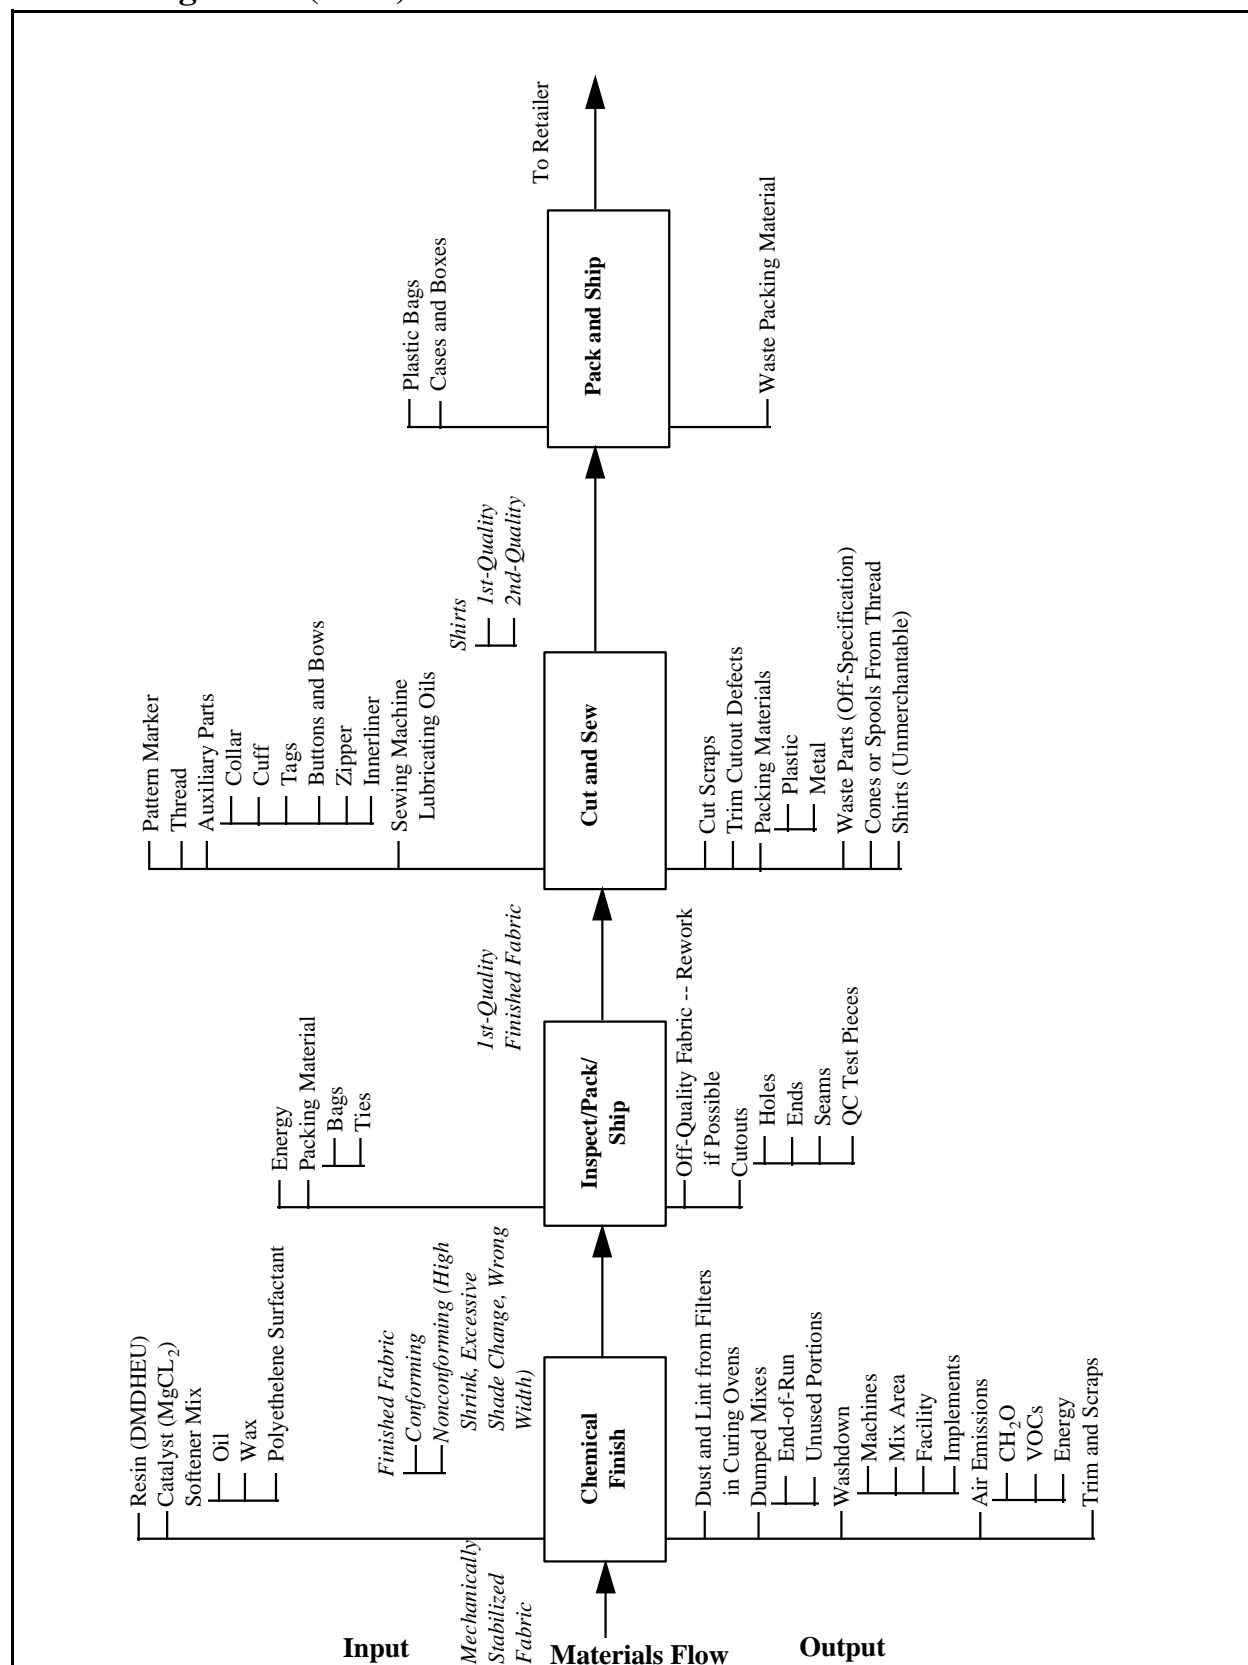 Input
Materials Flow
Output
Mechanically
Stabilized
Fabric
Resin (DMDHEU)
Catalyst (MgCL2)
Softener Mix
Oil
Wax
Polyethelene Surfactant
Chemical
Finish
Dust and Lint from Filters
in Curing Ovens
Dumped Mixes
End-of-Run
Unused Portions
Washdown
Machines
Mix Area
Facility
Implements
Air Emissions
CH2O
VOCs
Energy
Trim and Scraps
Finished Fabric
Conforming
Nonconforming (High
Shrink, Excessive
Shade Change, Wrong
Width)
Energy
Packing Material
Bags
Ties
Inspect/Pack/
Ship
Off-Quality Fabric -- Rework
if Possible
Cutouts
Holes
Ends
Seams
QC Test Pieces
1st-Quality
Finished Fabric
Pattern Marker
Thread
Auxiliary Parts
Collar
Cuff
Tags
Buttons and Bows
Zipper
Innerliner
Sewing Machine
Lubricating Oils
Cut and Sew
Cut Scraps
Trim Cutout Defects
Packing Materials
Plastic
Metal
Waste Parts (Off-Specification)
Cones or Spools From Thread
Shirts (Unmerchantable)
Shirts
1st-Quality
2nd-Quality
Plastic Bags
Cases and Boxes
Pack and Ship
Waste Packing Material
To Retailer